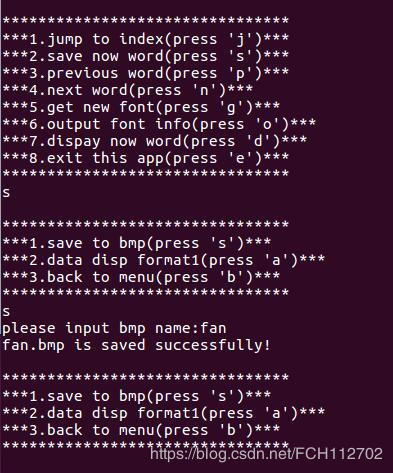 ********************************
***1.jump to index(press 'j')***
***2.save now word(press 's')***
***3.previous word(press 'p')***
***4.next word(press 'n')***
***5.get new font(press 'g')***
***6.output font info(press 'o')***
***7.dispay now word(press 'd')***
***8.exit this app(press 'e')***
********************************
s
********************************
***1.save to bmp(press 's')***
***2.data disp format1(press 'a')***
***3.back to menu(press 'b')***
********************************
s
please input bmp name:fan
fan.bmp is saved successfully!
********************************
***1.save to bmp(press 's')***
***2.data disp format1(press 'a')***
***3.back to menu(press 'b')***
********************************
https://blog.csdn.net/FCH112702